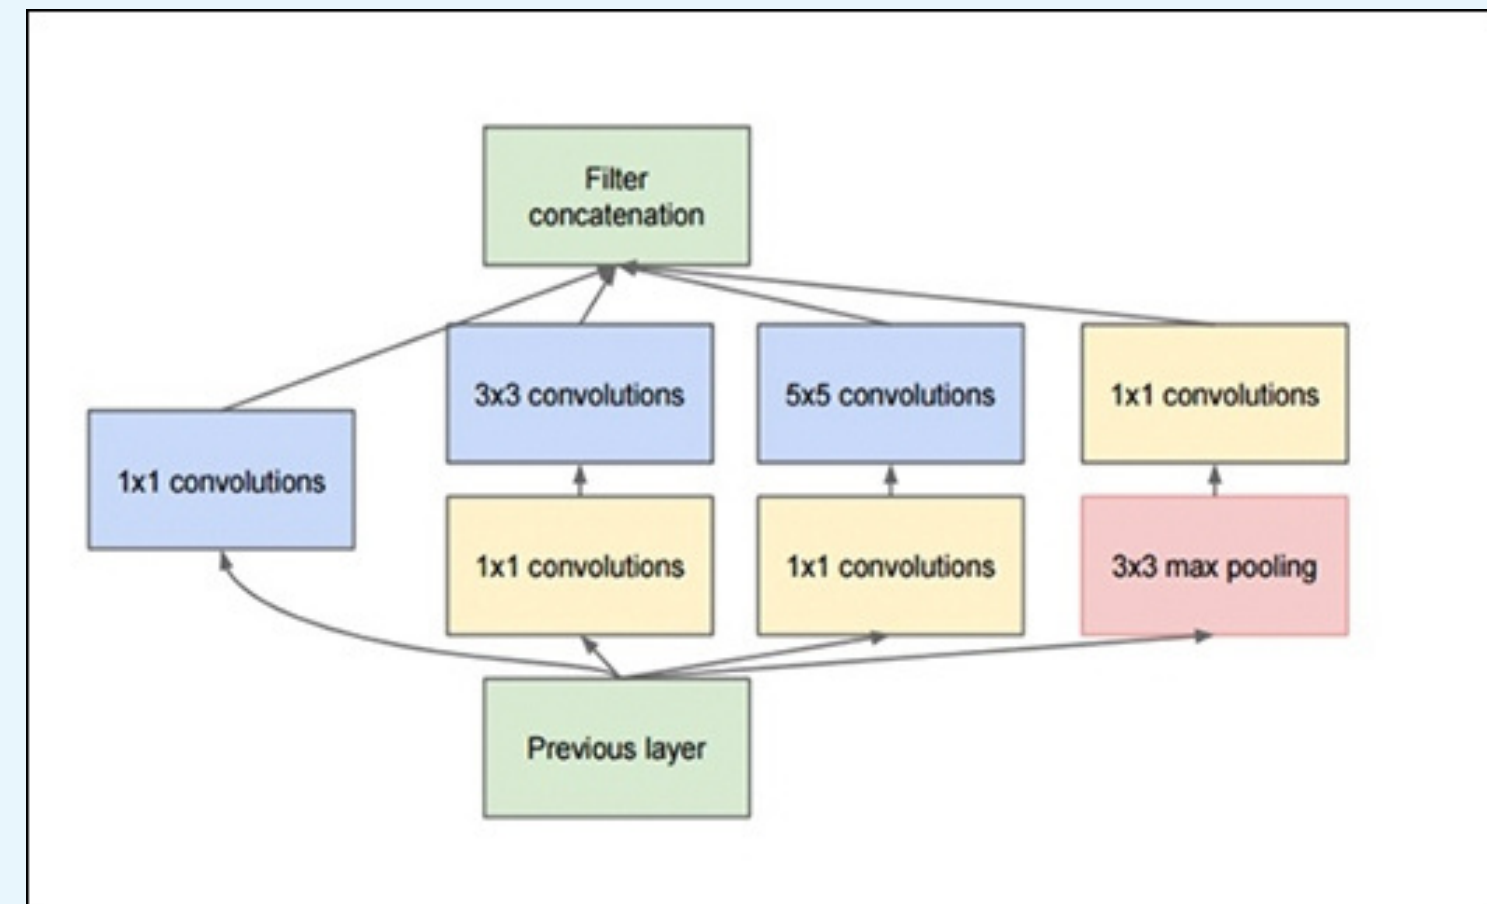 Filter
concatenation
3x3 convolutions
5x5 convolutions
1x1 convolutions
1x1 convolutions
1x1 convolutions
1x1 convolutions
3x3 max pooling
Previous layer